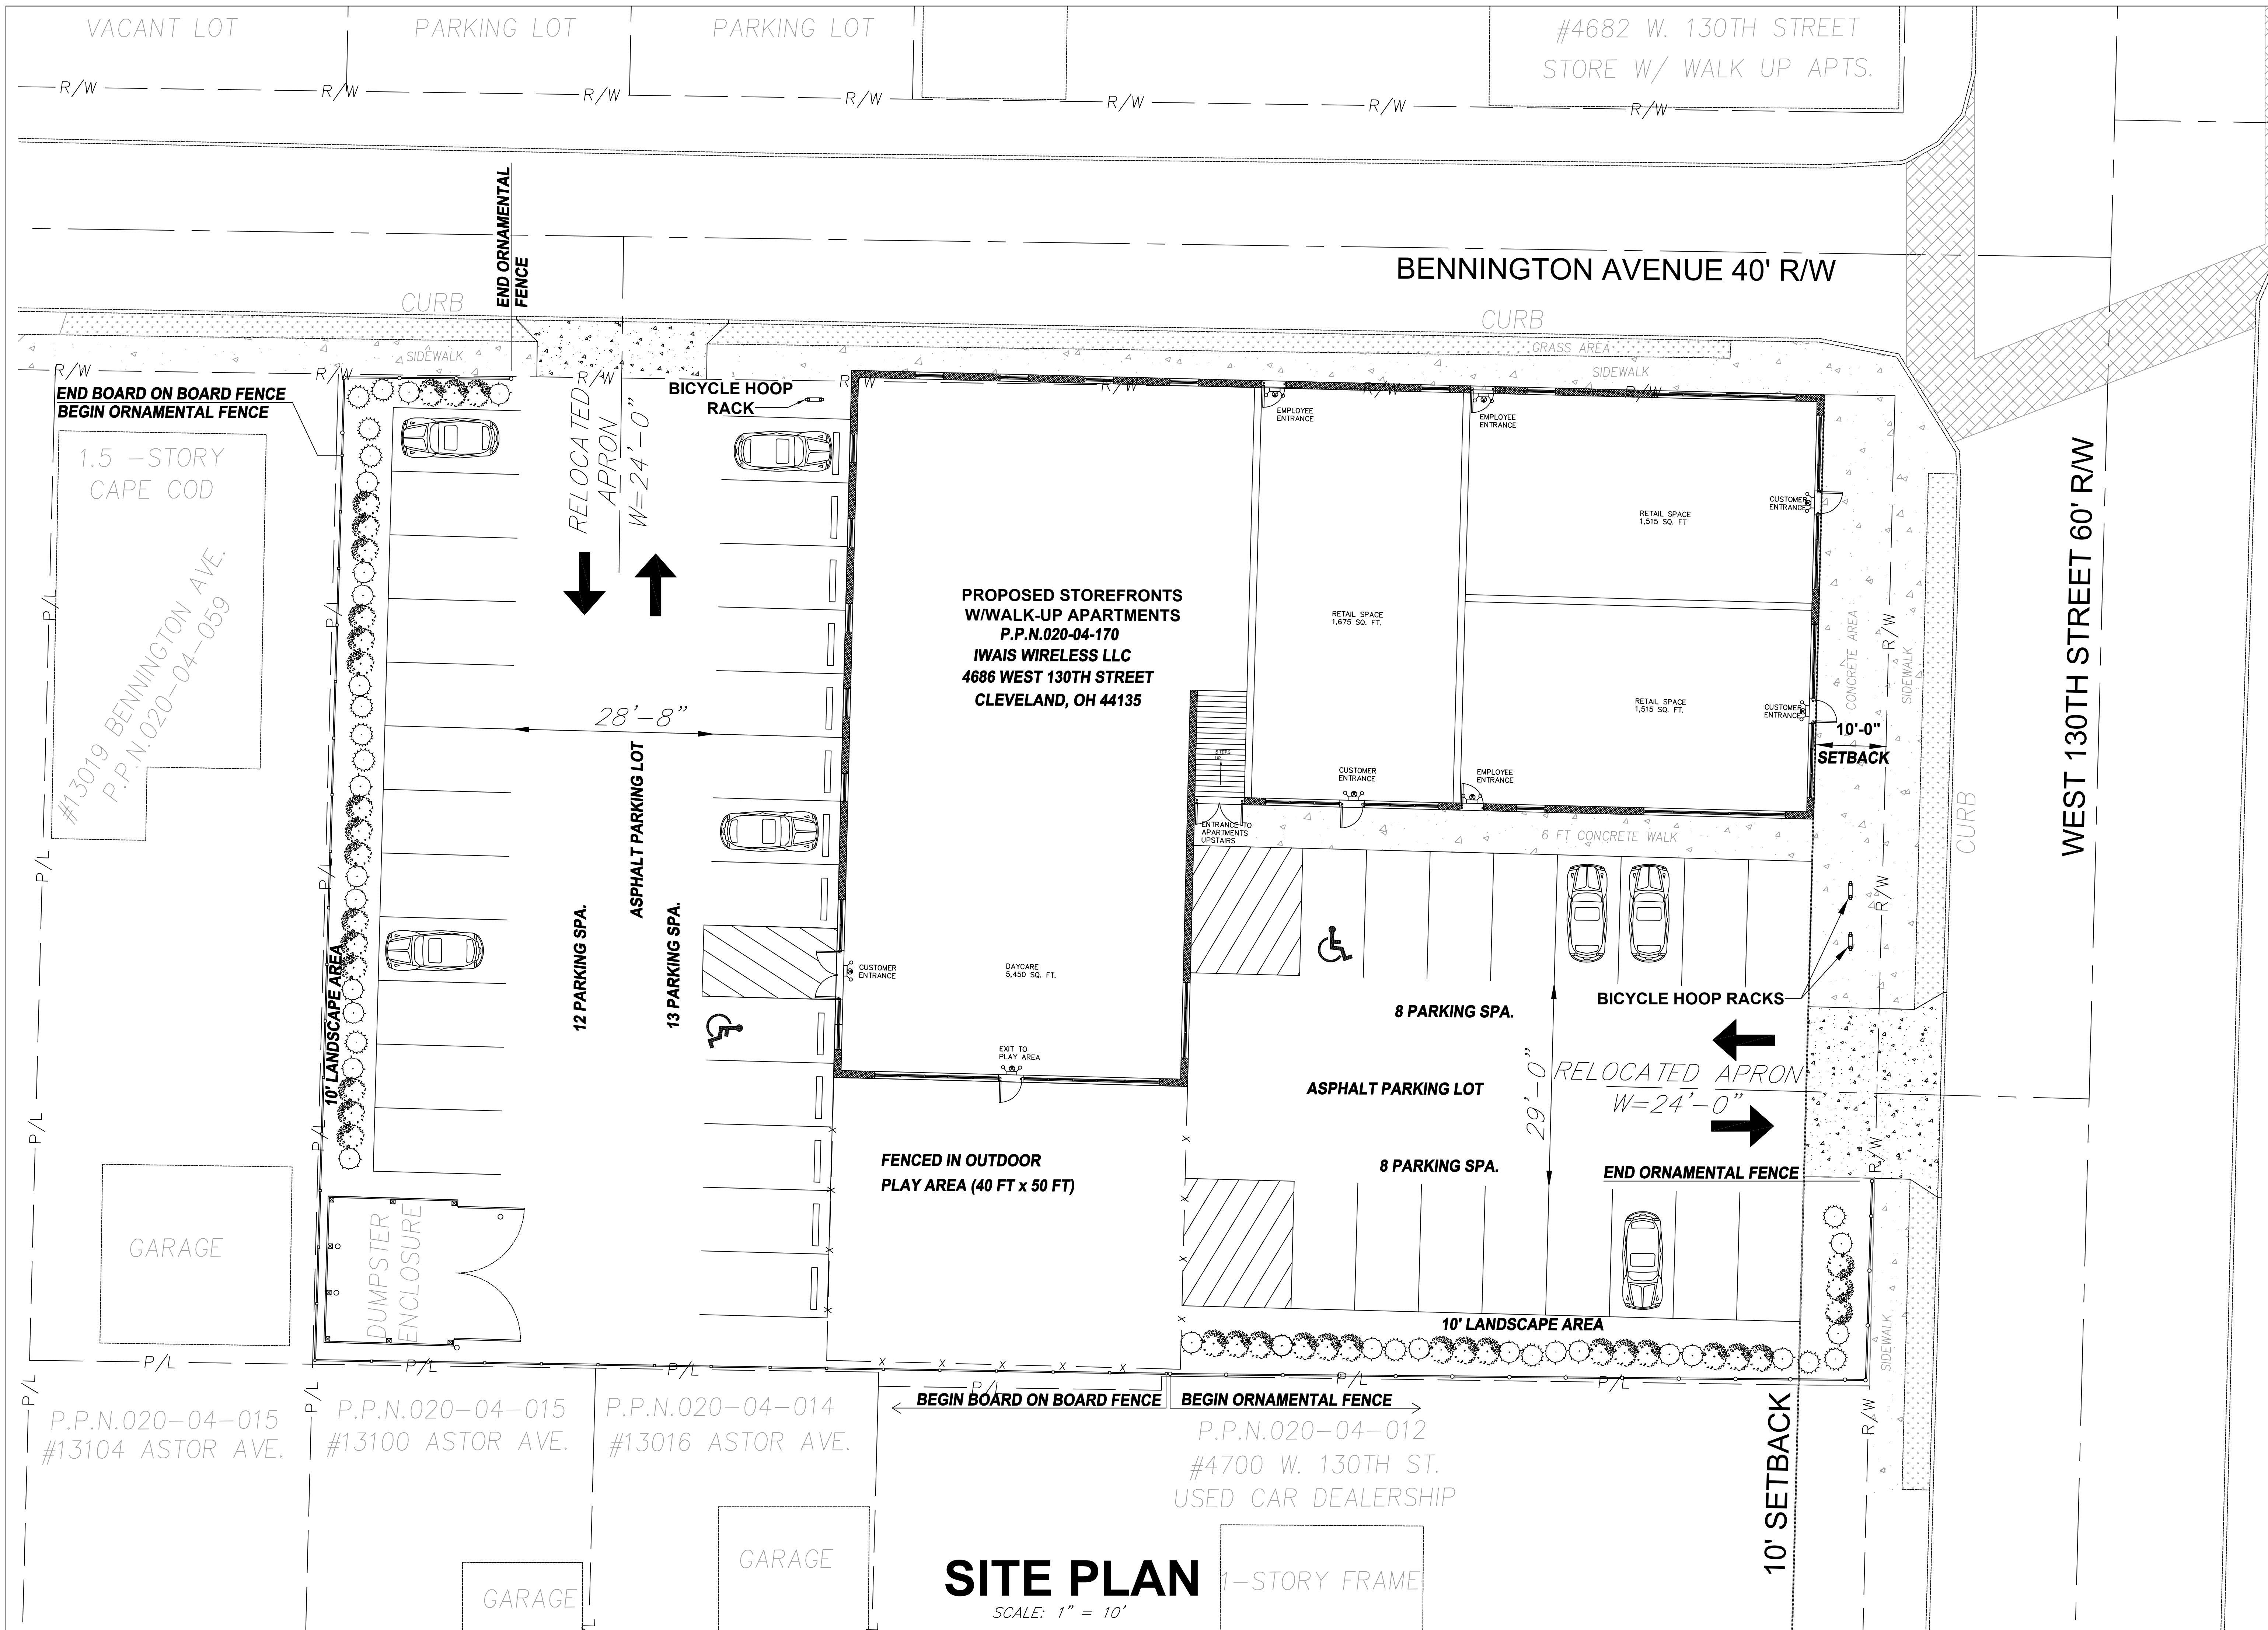 VACANT LOT
PARKING LOT
PARKING LOT
#4682 W. 130TH STREET
STORE W/ WALK UP APTS.
R/W
R/W
R/W
R/W
R/W
R/W
R/W
END ORNAMENTAL
FENCE
BENNINGTON AVENUE 40' R/W
CURB
CURB
GRASS AREA
SIDEWALK
SIDEWALK
R/W
R/W
R/W
R/W
R/W
R/W
R/W
END BOARD ON BOARD FENCE
BEGIN ORNAMENTAL FENCE
BICYCLE HOOP
RACK
RELOCATED
APRON
W=24'-0"
1.5 -STORY
CAPE COD
#13019 BENNINGTON AVE.
P.P.N.020-04-059
EMPLOYEE
ENTRANCE
EMPLOYEE
ENTRANCE
CUSTOMER
ENTRANCE
RETAIL SPACE
1,515 SQ. FT
WEST 130TH STREET 60' R/W
PROPOSED STOREFRONTS
W/WALK-UP APARTMENTS
P.P.N.020-04-170
IWAIS WIRELESS LLC
4686 WEST 130TH STREET
CLEVELAND, OH 44135
RETAIL SPACE
1,675 SQ. FT.
RETAIL SPACE
1,515 SQ. FT.
CUSTOMER
ENTRANCE
CONCRETE AREA
SIDEWALK
R/W
10'-0"
SETBACK
28'-8"
STEPS
UP
CUSTOMER
ENTRANCE
EMPLOYEE
ENTRANCE
ENTRANCE TO
APARTMENTS
UPSTAIRS
6 FT CONCRETE WALK
CURB
P/L
P/L
P/L
P/L
P/L
P/L
P/L
P/L
10' LANDSCAPE AREA
12 PARKING SPA.
ASPHALT PARKING LOT
13 PARKING SPA.
CUSTOMER
ENTRANCE
DAYCARE
5,450 SQ. FT.
EXIT TO
PLAY AREA
R/W
BICYCLE HOOP RACKS
8 PARKING SPA.
29'-0"
RELOCATED APRON
W=24'-0"
ASPHALT PARKING LOT
8 PARKING SPA.
END ORNAMENTAL FENCE
R/W
FENCED IN OUTDOOR
PLAY AREA (40 FT x 50 FT)
GARAGE
DUMPSTER
ENCLOSURE
10' LANDSCAPE AREA
SIDEWALK
P/L
P/L
P/L
P/L
P/L
P/L
BEGIN BOARD ON BOARD FENCE
BEGIN ORNAMENTAL FENCE
P.P.N.020-04-015
#13104 ASTOR AVE.
P.P.N.020-04-015
#13100 ASTOR AVE.
P.P.N.020-04-014
#13016 ASTOR AVE.
P.P.N.020-04-012
#4700 W. 130TH ST.
USED CAR DEALERSHIP
10' SETBACK
R/W
GARAGE
GARAGE
P/L
1-STORY FRAME
SITE PLAN
SCALE: 1" = 10'